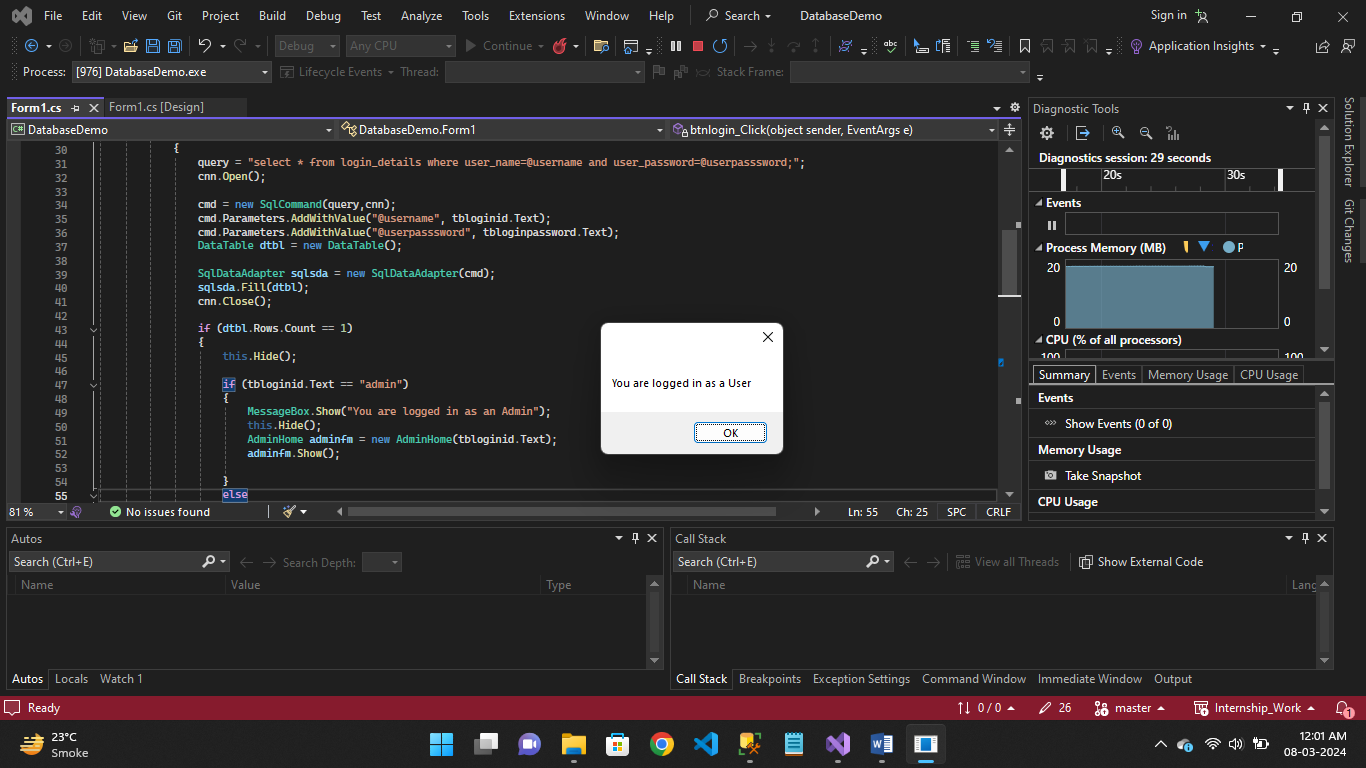 File Edit View Git Project Build Debug Test Analyze Tools Extensions Window Help Search DatabaseDemo Sign in
Debug Any CPU Continue Application Insights
Process: [976] DatabaseDemo.exe Lifecycle Events Thread: Stack Frame:
Form1.cs Form1.cs [Design]
C# DatabaseDemo DatabaseDemo.Form1 btnlogin_Click(object sender, EventArgs e)
30 {
31 query = "select * from login_details where user_name=@username and user_password=@userpasssword;";
32 cnn.Open();
33
34 cmd = new SqlCommand(query,cnn);
35 cmd.Parameters.AddWithValue("@username", tbloginid.Text);
36 cmd.Parameters.AddWithValue("@userpasssword", tbloginpassword.Text);
37 DataTable dtbl = new DataTable();
38
39 SqlDataAdapter sqlsda = new SqlDataAdapter(cmd);
40 sqlsda.Fill(dtbl);
41 cnn.Close();
42
43 if (dtbl.Rows.Count == 1)
44 {
45 this.Hide();
46
47 if (tbloginid.Text == "admin")
48 {
49 MessageBox.Show("You are logged in as an Admin");
50 this.Hide();
51 AdminHome adminfm = new AdminHome(tbloginid.Text);
52 adminfm.Show();
53
54 }
55 else
81 % No issues found Ln: 55 Ch: 25 SPC CRLF
You are logged in as a User
OK
Diagnostic Tools
Diagnostics session: 29 seconds
20s 30s
Events
Process Memory (MB) P
20 20
0 0
CPU (% of all processors)
100 100
Summary Events Memory Usage CPU Usage
Events
Show Events (0 of 0)
Memory Usage
Take Snapshot
CPU Usage
Solution Explorer
Git Changes
Autos
Search (Ctrl+E) Search Depth:
Name Value Type
Autos Locals Watch 1
Call Stack
Search (Ctrl+E) View all Threads Show External Code
Name Lang
Call Stack Breakpoints Exception Settings Command Window Immediate Window Output
Ready 0 / 0 26 master Internship_Work 1
23°C
Smoke
12:01 AM
08-03-2024